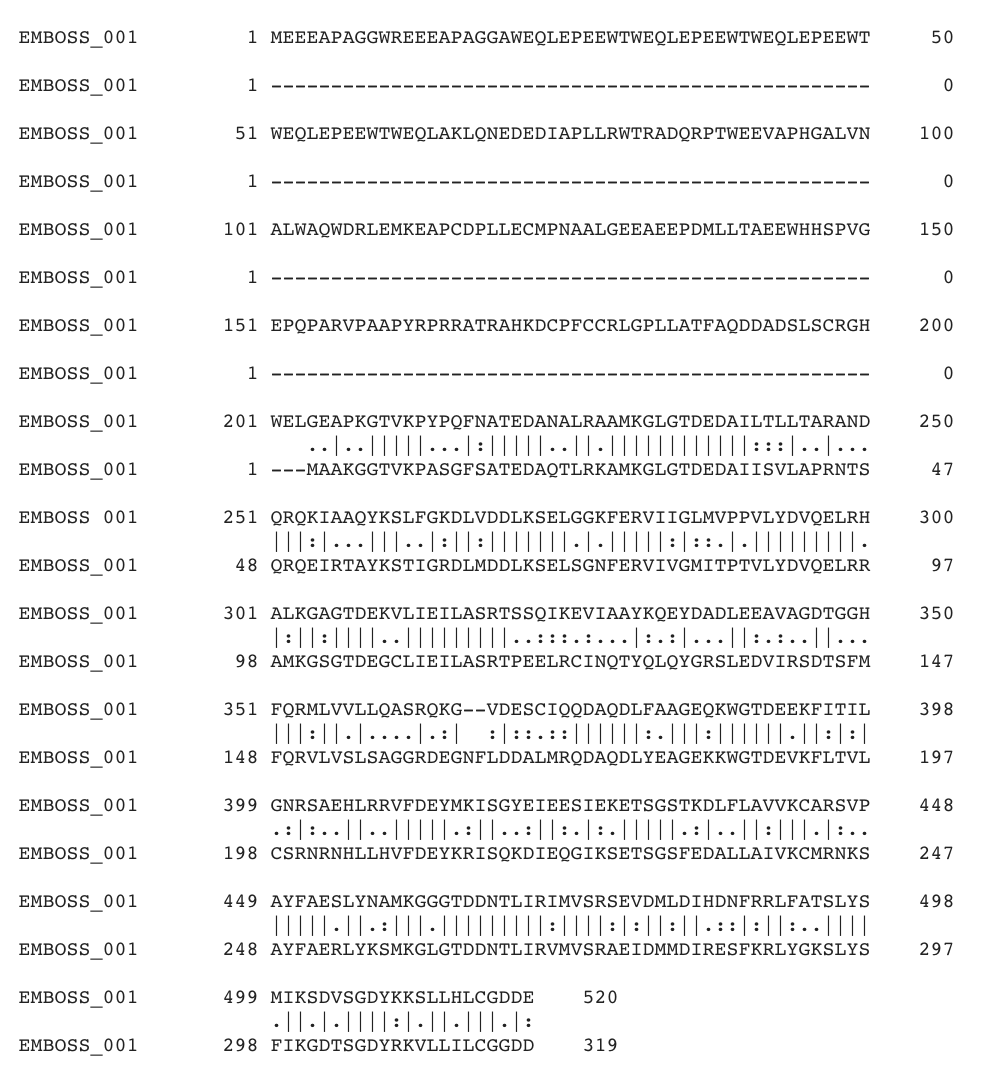 EMBOSS_001 1 MEEEAPAGGWREEEAPAGGAWEQLEPEEWTWEQLEPEEWTWEQLEPEEWT 50
EMBOSS_001 1 -------------------------------------------------- 0
EMBOSS_001 51 WEQLEPEEWTWEQLAKLQNEDEDIAPLLRWTRADQRPTWEEVAPHGALVN 100
EMBOSS_001 1 -------------------------------------------------- 0
EMBOSS_001 101 ALWAQWDRLEMKEAPCDPLLECMPNAALGEEAEEPDMLLTAEEWHHSPVG 150
EMBOSS_001 1 -------------------------------------------------- 0
EMBOSS_001 151 EPQPARVPAAPYRPRRATRAHKDCPFCCRLGPLLATFAQDDADSLSCRGH 200
EMBOSS_001 1 -------------------------------------------------- 0
EMBOSS_001 201 WELGEAPKGTVKPYPQFNATEDANALRAAMKGLGTDEDAILTLLTARAND 250
..|..|||||...|:|||||..||.|||||||||||||:::|..|...
EMBOSS_001 1 ---MAAKGGTVKPASGFSATEDAQTLRKAMKGLGTDEDAIISVLAPRNTS 47
EMBOSS_001 251 QRQKIAAQYKSLFGKDLVDDLKSELGGKFERVIIGLMVPPVLYDVQELRH 300
|||:|...|||..|:||:||||||||.|.|||||:|::.|.|||||||||.
EMBOSS_001 48 QRQEIRTAYKSTIGRDLMDDLKSELSGNFERVIVGMITPTVLYDVQELRR 97
EMBOSS_001 301 ALKGAGTDEKVLIEILASRTSSQIKEVIAAYKQEYDADLEEAVAGDTGGH 350
|:||:||||..|||||||||..:::.:...|:.:|...||:.:..||...
EMBOSS_001 98 AMKGSGTDEGCLIEILASRTPEELRCINQTYQLQYGRSLEDVIRSDTSFM 147
EMBOSS_001 351 FQRMLVVLLQASRQKG--VDESCIQQDAQDLFAAGEQKWGTDEEKFITIL 398
|||:||.|....|.:|  :|::.::||||||:.|||:||||||.||:|:|
EMBOSS_001 148 FQRVLVSLSAGGRDEGNFLDDALMRQDAQDLYEAGEKKWGTDEVKFLTVL 197
EMBOSS_001 399 GNRSAEHLRRVFDEYMKISGYEIEESIEKETSGSTKDLFLAVVKCARSVP 448
.:|:..||..|||||.:||..:||:.|:.|||||.:|..||:|||.|:..
EMBOSS_001 198 CSRNRNHLLHVFDEYKRISQKDIEQGIKSETSGSFEDALLAIVKCMRNKS 247
EMBOSS_001 449 AYFAESLYNAMKGGGTDDNTLIRIMVSRSEVDMLDIHDNFRRLFATSLYS 498
|||||.||.:|||.|||||||||:||||:|:||:||.::|:||:..||||
EMBOSS_001 248 AYFAERLYKSMKGLGTDDNTLIRVMVSRAEIDMMDIRESFKRLYGKSLYS 297
EMBOSS_001 499 MIKSDVSGDYKKSLLHLCGDDE 520
.||.|.||||:|.||.|||.|:
EMBOSS_001 298 FIKGDTSGDYRKVLLILCGGDD 319